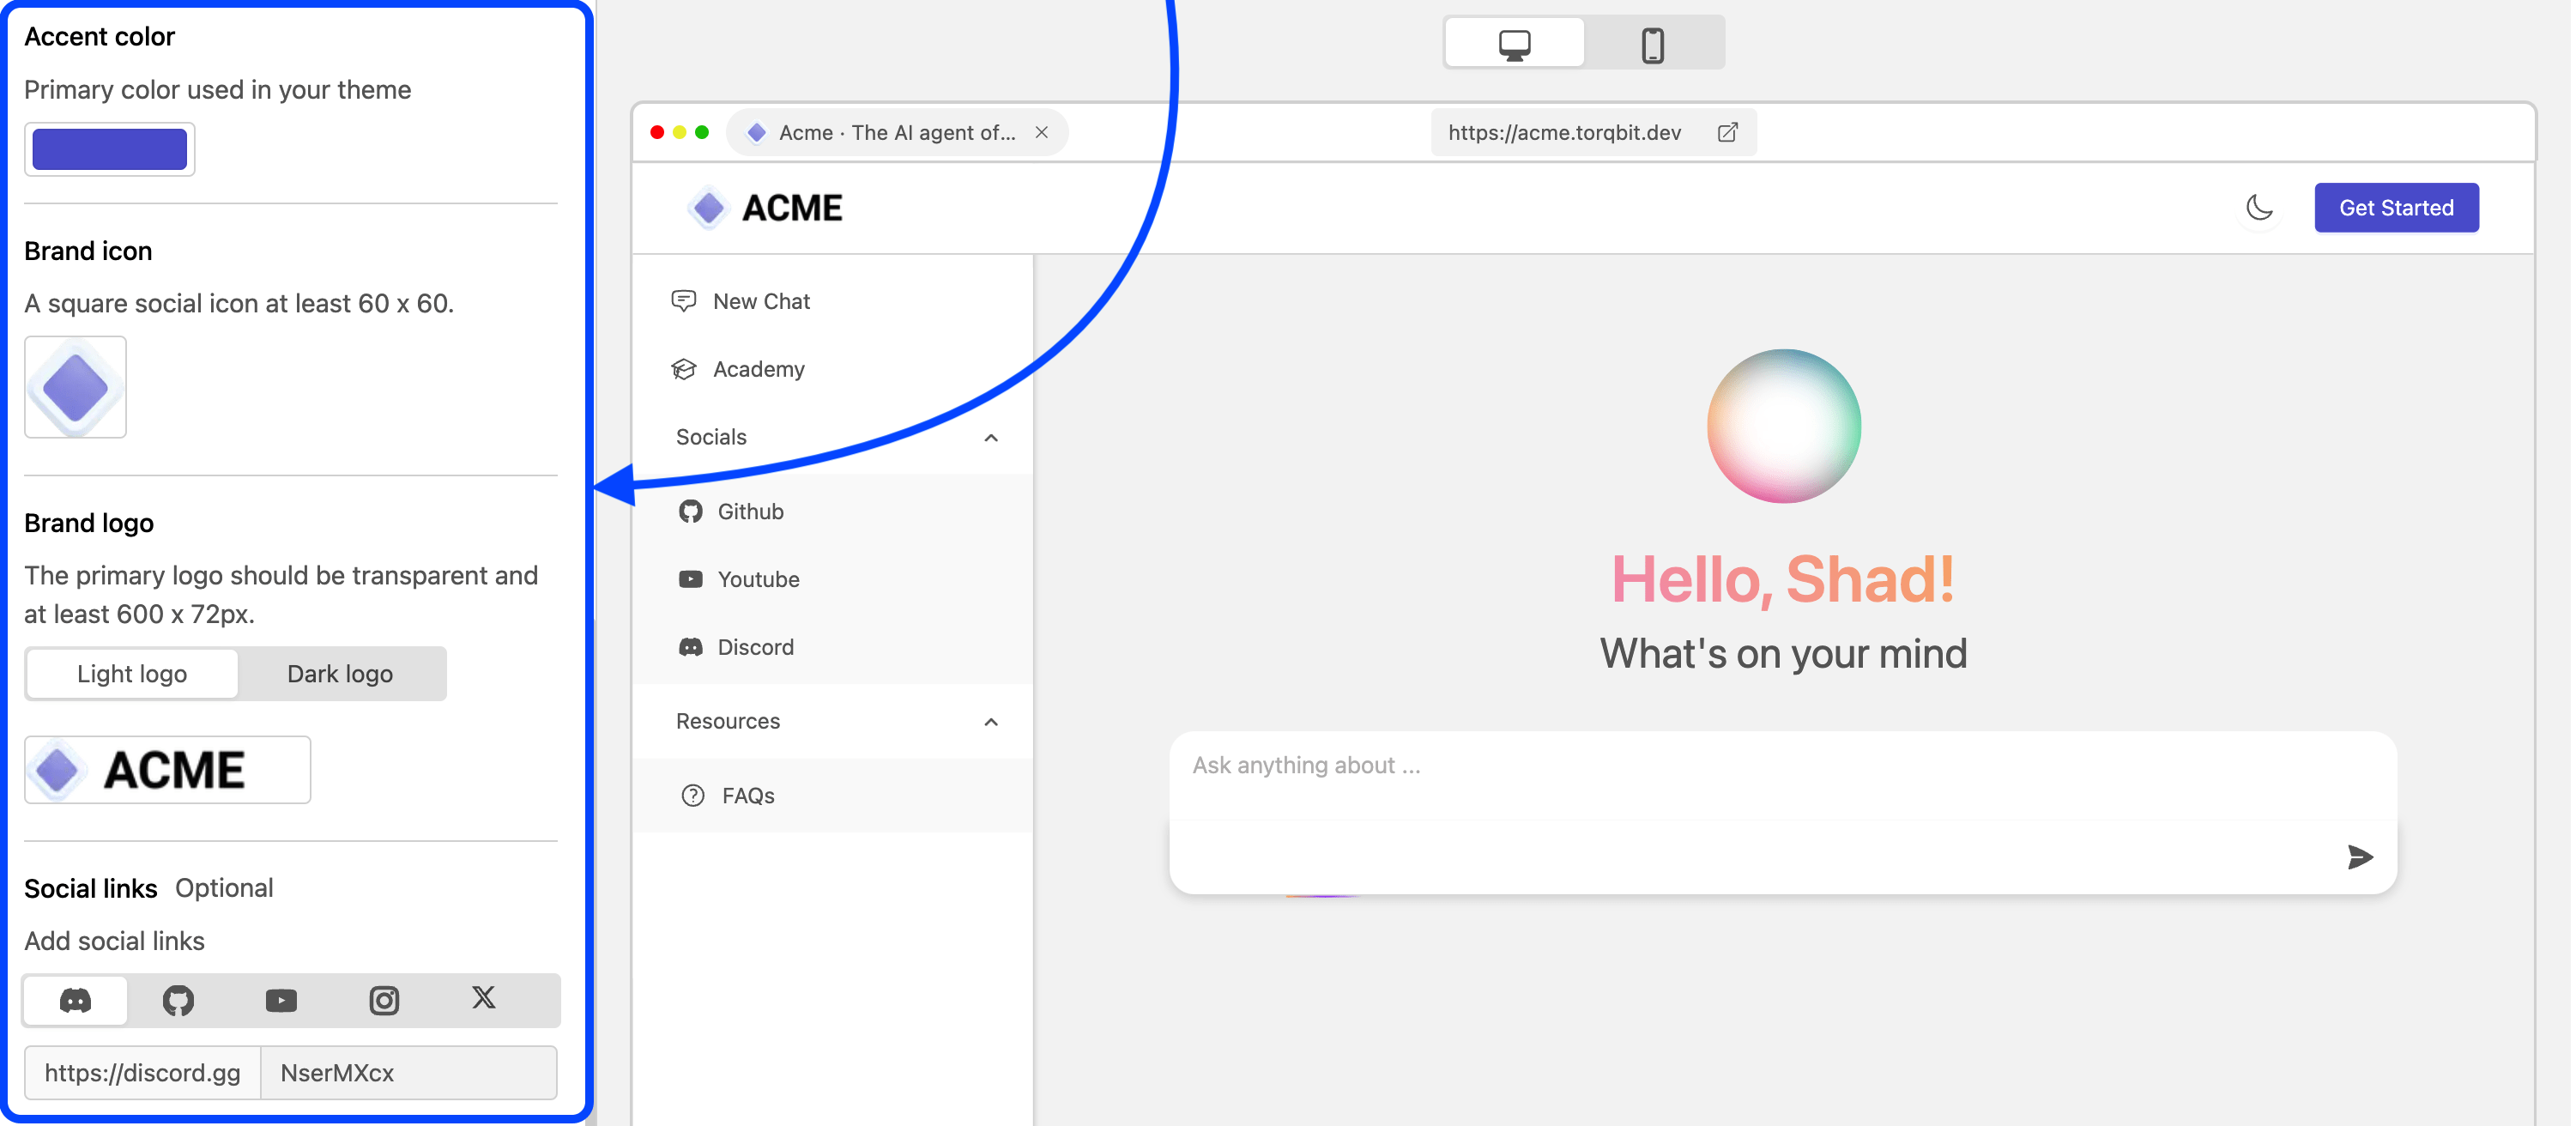 Accent color
Primary color used in your theme
Brand icon
A square social icon at least 60 x 60.
Brand logo
The primary logo should be transparent and
at least 600 x 72px.
Light logo Dark logo
ACME
Social links Optional
Add social links
https://discord.gg NserMXcx
Acme · The AI agent of...
https://acme.torqbit.dev
ACME
Get Started
New Chat
Academy
Socials
Github
Youtube
Discord
Resources
FAQs
Hello, Shad!
What's on your mind
Ask anything about ...